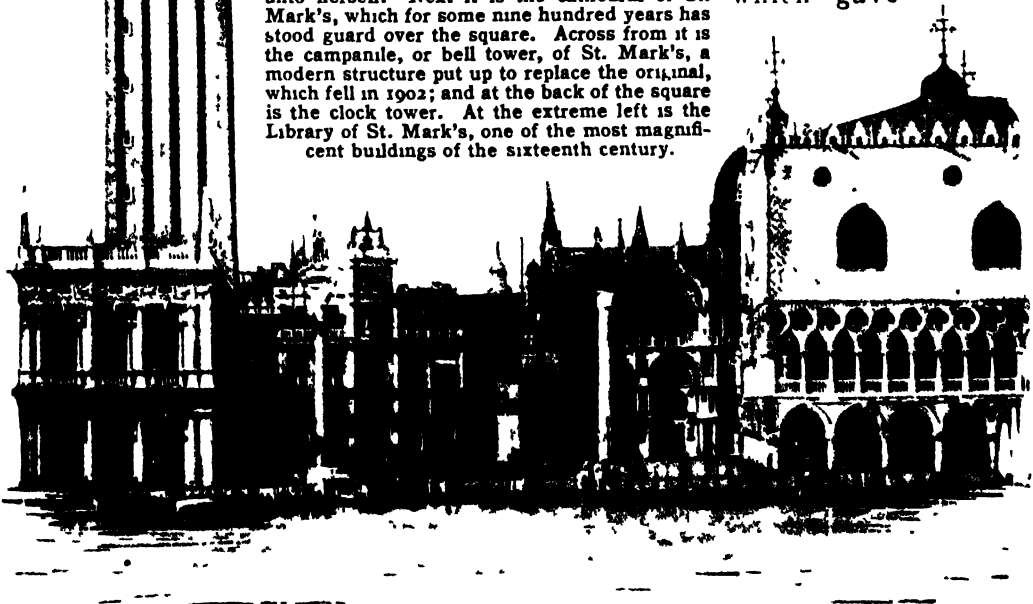 Mark's, which for some nine hundred years has
stood guard over the square. Across from it is
the campanile, or bell tower, of St. Mark's, a
modern structure put up to replace the original,
which fell in 1902; and at the back of the square
is the clock tower. At the extreme left is the
Library of St. Mark's, one of the most magnifi-
cent buildings of the sixteenth century.
which gave